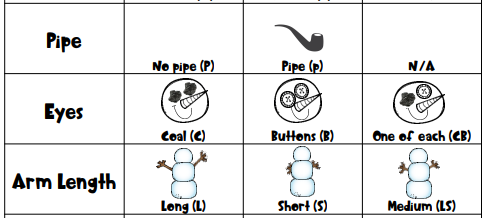 Pipe
No pipe (P)
Pipe (p)
N/A
Eyes
Coal (C)
Buttons (B)
One of each (CB)
Arm Length
Long (L)
Short (S)
Medium (LS)